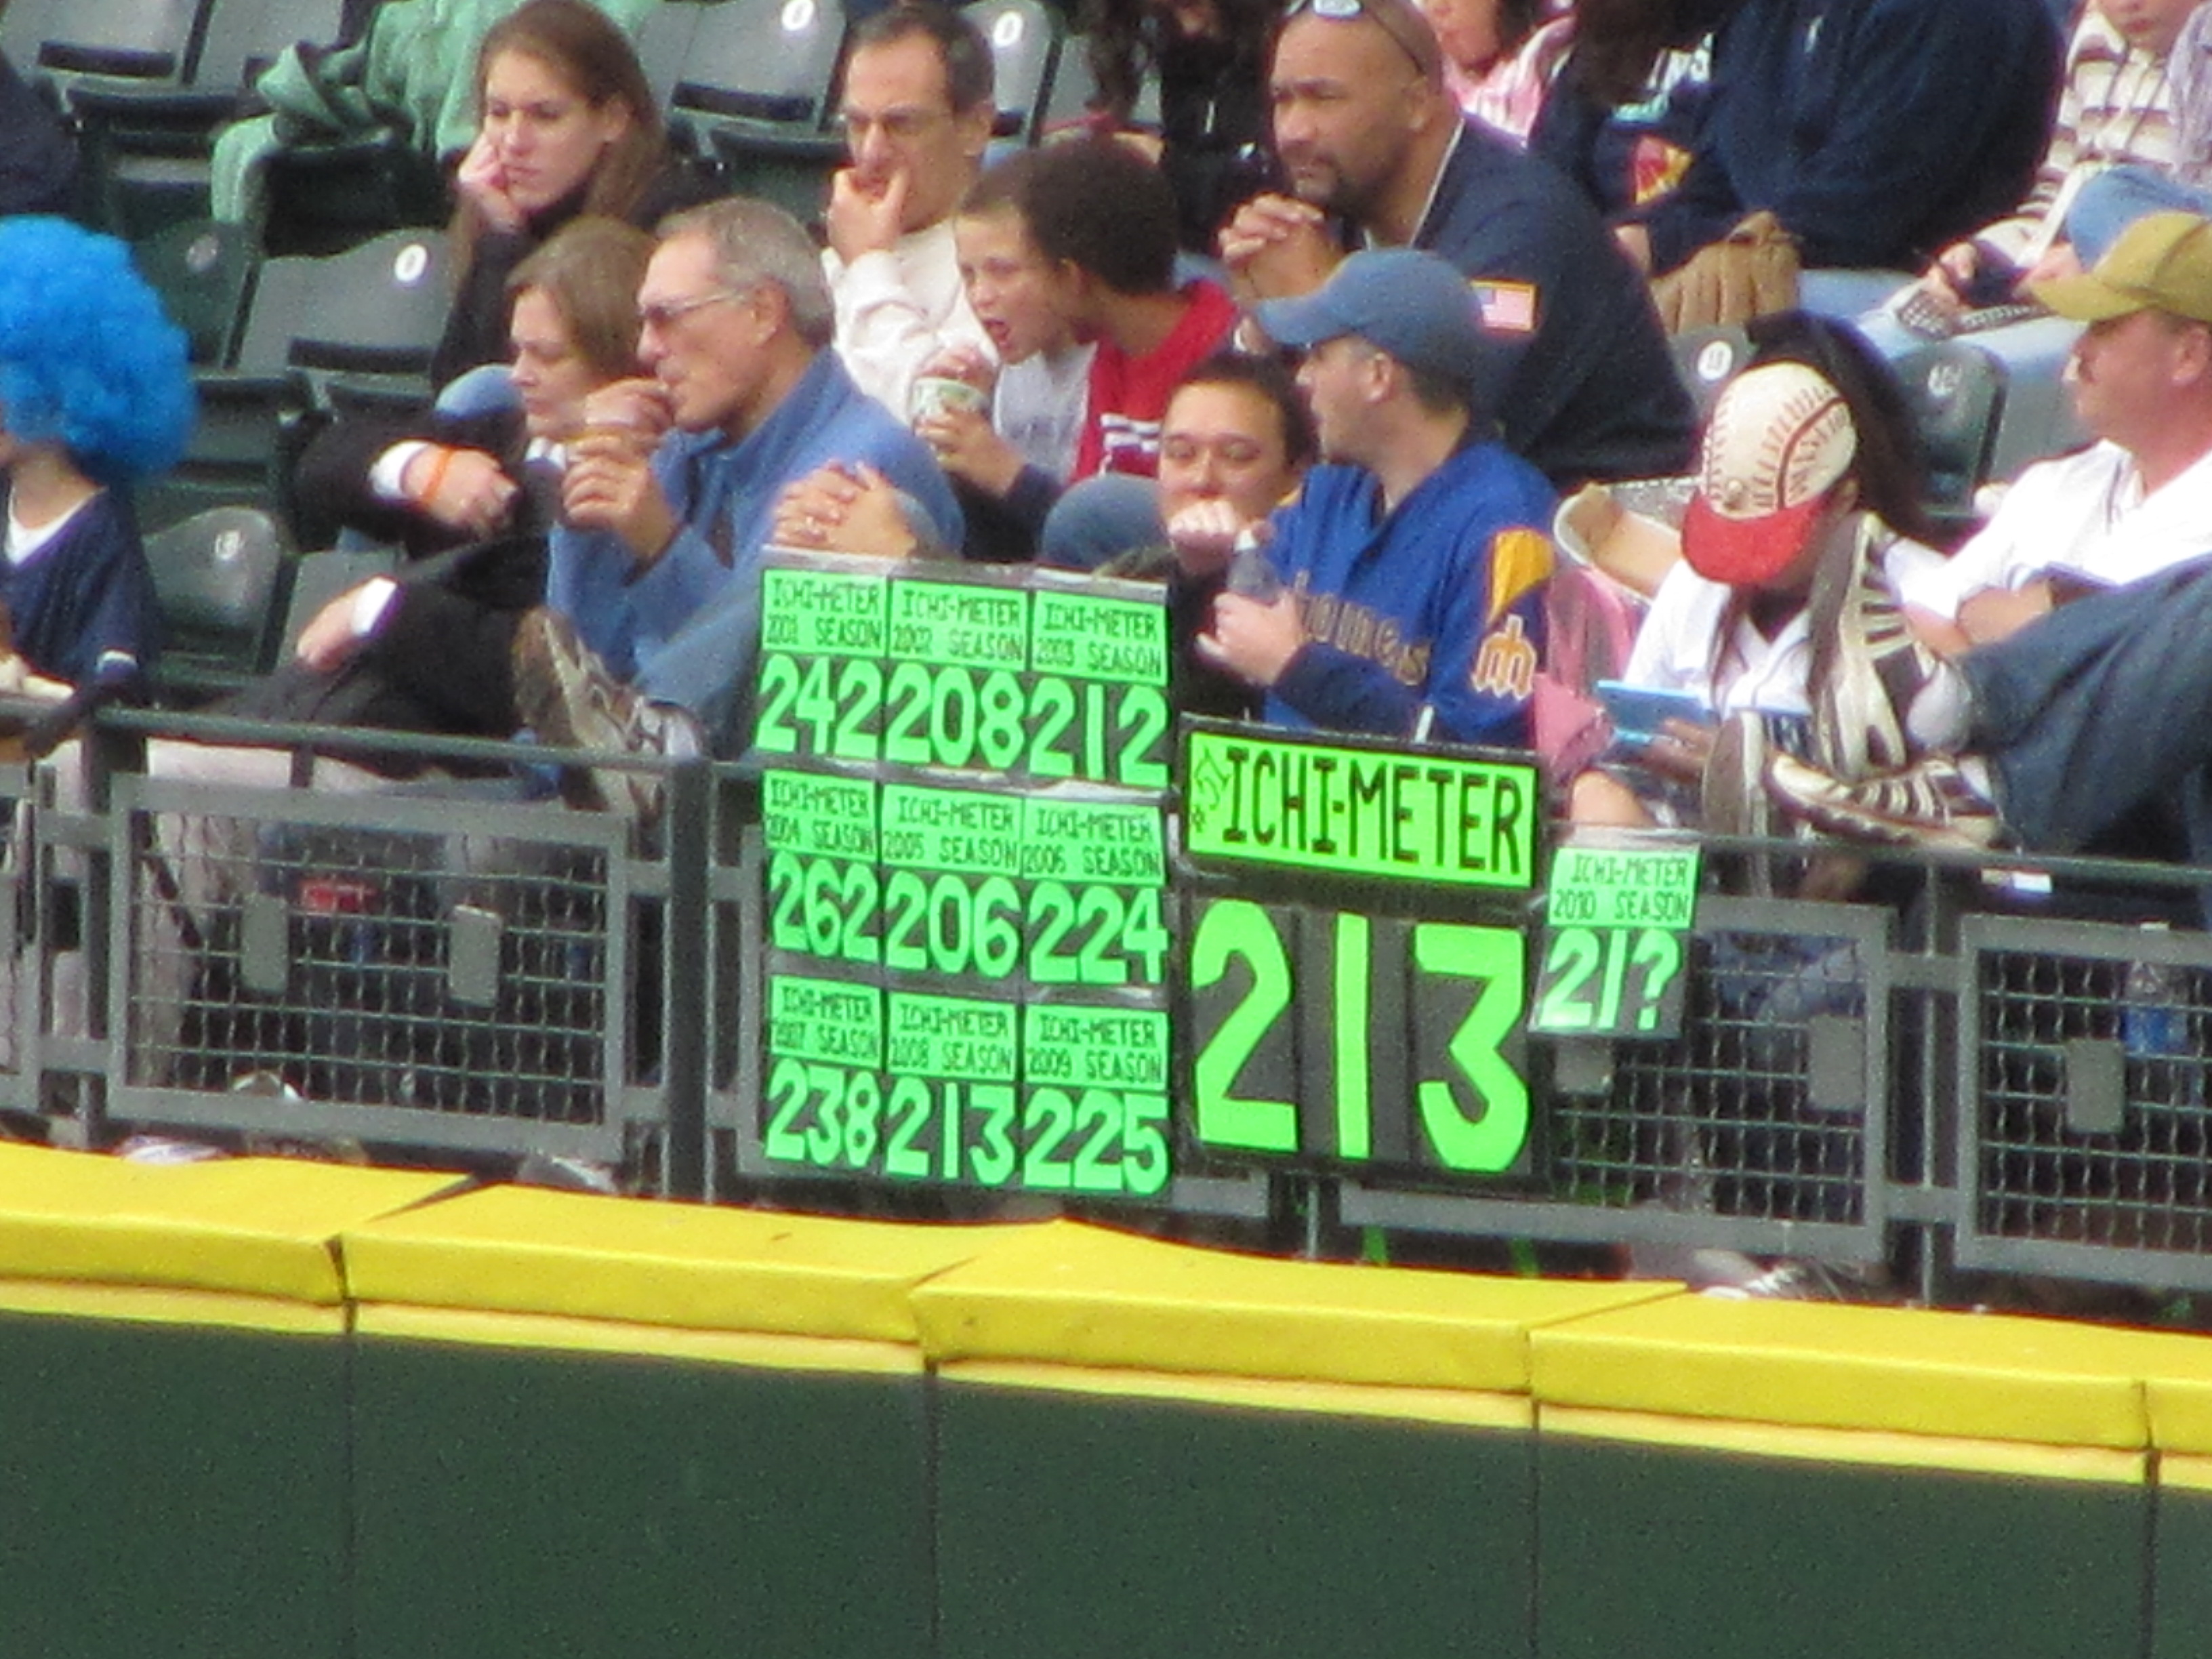 ICHI-METER
2001 SEASON
242
ICHI-METER
2002 SEASON
208
ICHI-METER
2003 SEASON
212
ICHI-METER
2004 SEASON
262
ICHI-METER
2005 SEASON
206
ICHI-METER
2006 SEASON
224
ICHI-METER
2007 SEASON
238
ICHI-METER
2008 SEASON
213
ICHI-METER
2009 SEASON
225
#51
ICHI-METER
213
ICHI-METER
2010 SEASON
21?